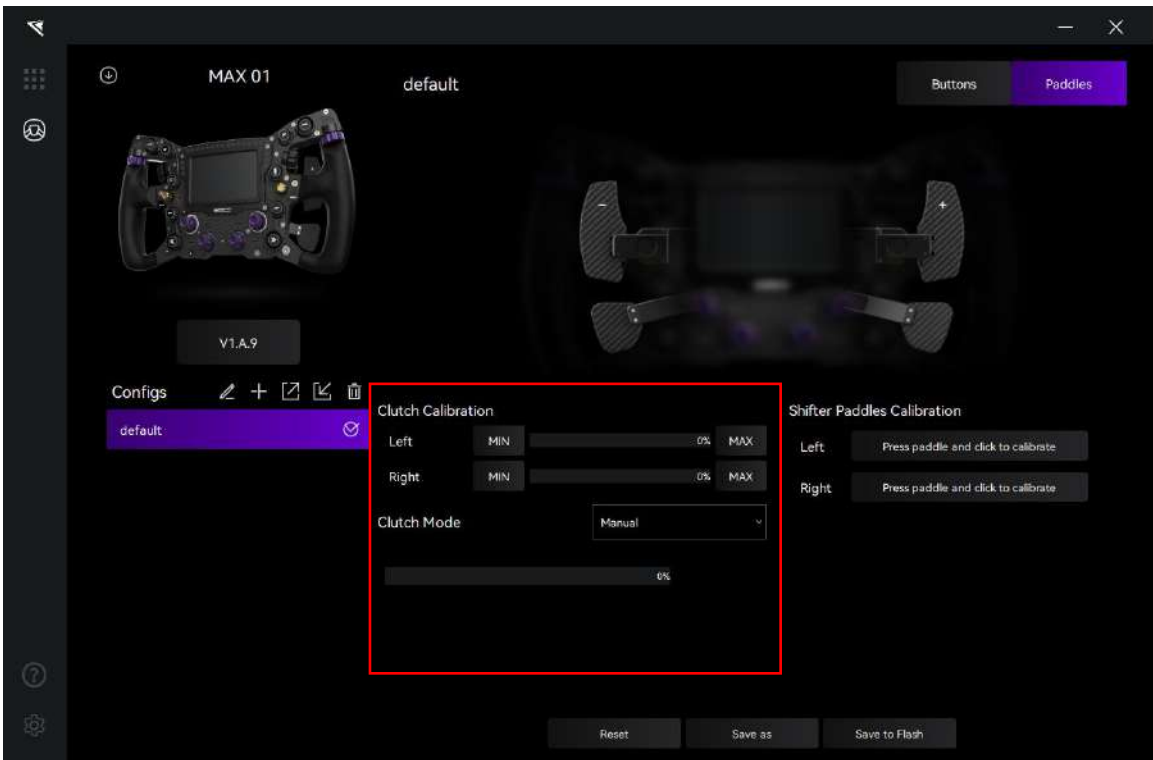 MAX 01
default
Buttons
Paddles
-
+
V1.A.9
Configs
default
Clutch Calibration
Left MIN 0% MAX
Right MIN 0% MAX
Clutch Mode Manual
0%
Shifter Paddles Calibration
Left Press paddle and click to calibrate
Right Press paddle and click to calibrate
Reset
Save as
Save to Flash